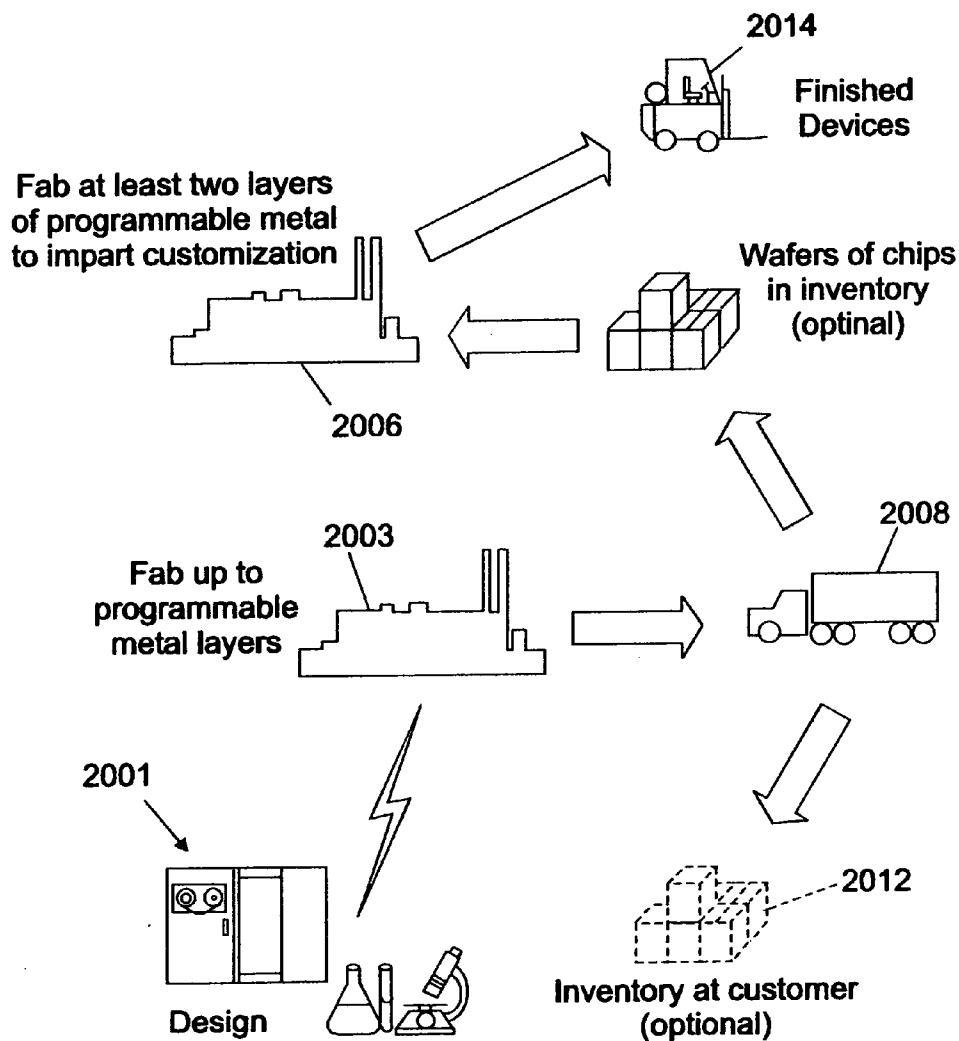 2014
Finished
Devices
Fab at least two layers
of programmable metal
to impart customization
Wafers of chips
in inventory
(optinal)
2006
2003
2008
Fab up to
programmable
metal layers
2001
2012
Design
Inventory at customer
(optional)